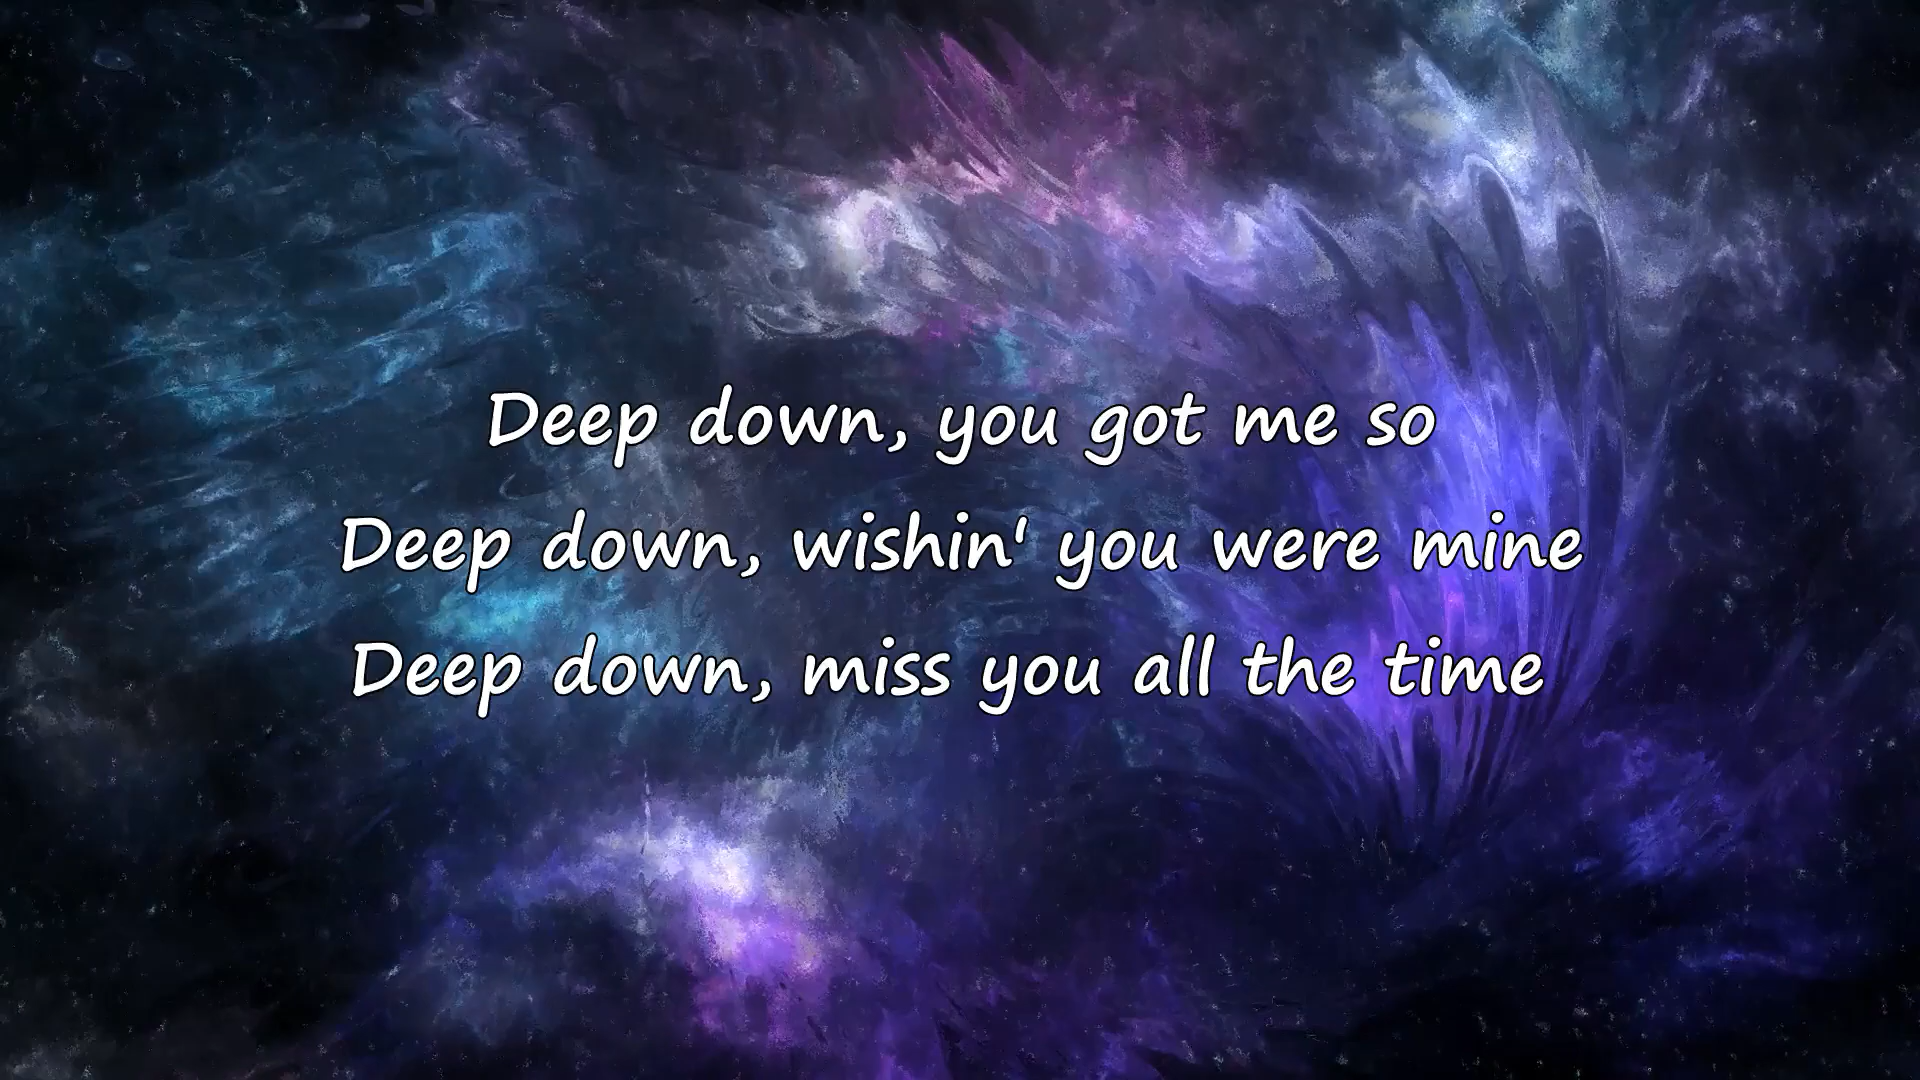 Deep down, you got me so
Deep down, wishin' you were mine
Deep down, miss you all the time